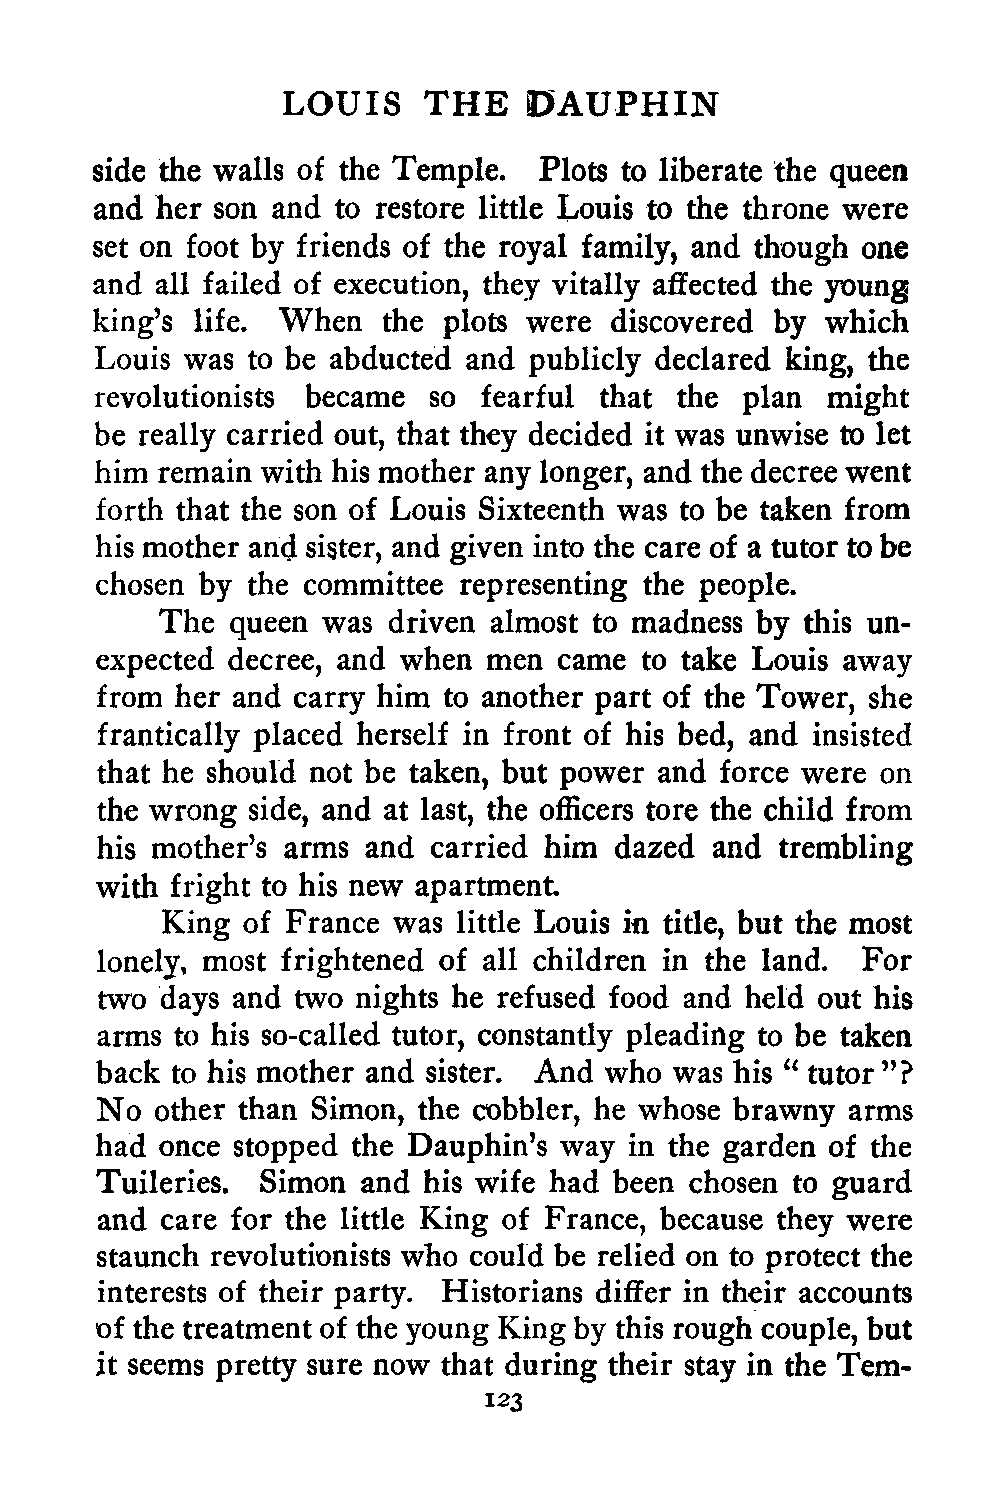 LOUIS THE DAUPHIN
side the walls of the Temple. Plots to liberate the queen
and her son and to restore little Louis to the throne were
set on foot by friends of the royal family, and though one
and all failed of execution, they vitally affected the young
king's life. When the plots were discovered by which
Louis was to be abducted and publicly declared king, the
revolutionists became so fearful that the plan might
be really carried out, that they decided it was unwise to let
him remain with his mother any longer, and the decree went
forth that the son of Louis Sixteenth was to be taken from
his mother and sister, and given into the care of a tutor to be
chosen by the committee representing the people.
The queen was driven almost to madness by this un-
expected decree, and when men came to take Louis away
from her and carry him to another part of the Tower, she
frantically placed herself in front of his bed, and insisted
that he should not be taken, but power and force were on
the wrong side, and at last, the officers tore the child from
his mother's arms and carried him dazed and trembling
with fright to his new apartment.
King of France was little Louis in title, but the most
lonely, most frightened of all children in the land. For
two days and two nights he refused food and held out his
arms to his so-called tutor, constantly pleading to be taken
back to his mother and sister. And who was his " tutor "?
No other than Simon, the cobbler, he whose brawny arms
had once stopped the Dauphin's way in the garden of the
Tuileries. Simon and his wife had been chosen to guard
and care for the little King of France, because they were
staunch revolutionists who could be relied on to protect the
interests of their party. Historians differ in their accounts
of the treatment of the young King by this rough couple, but
it seems pretty sure now that during their stay in the Tem-
123